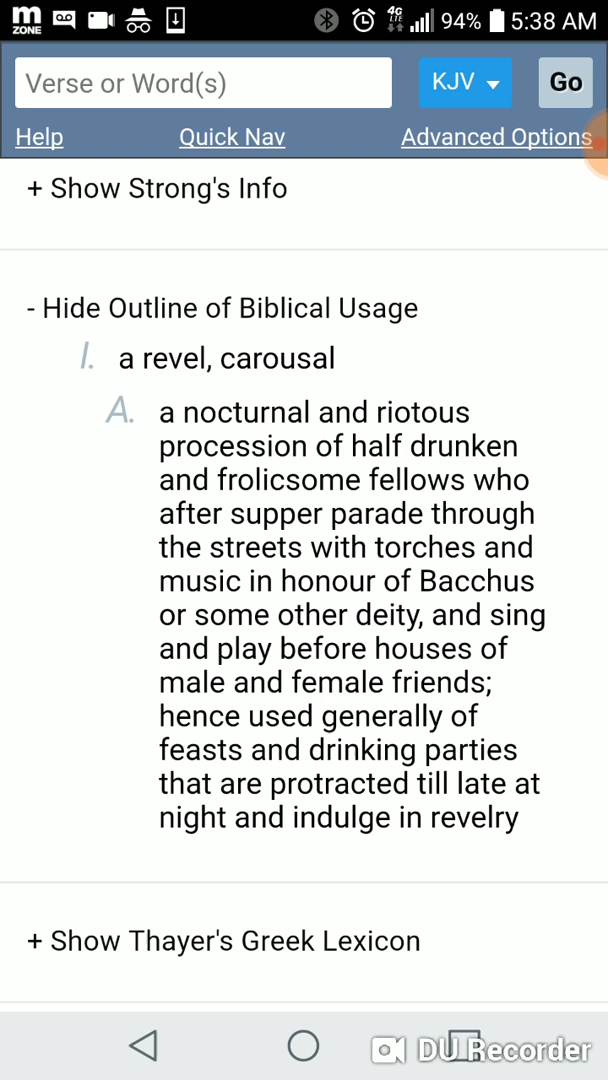 m
ZONE
4G
LTE
94%
5:38 AM
Verse or Word(s)
KJV
Go
Help
Quick Nav
Advanced Options
+ Show Strong's Info
- Hide Outline of Biblical Usage
I. a revel, carousal
A. a nocturnal and riotous
procession of half drunken
and frolicsome fellows who
after supper parade through
the streets with torches and
music in honour of Bacchus
or some other deity, and sing
and play before houses of
male and female friends;
hence used generally of
feasts and drinking parties
that are protracted till late at
night and indulge in revelry
+ Show Thayer's Greek Lexicon
DU Recorder